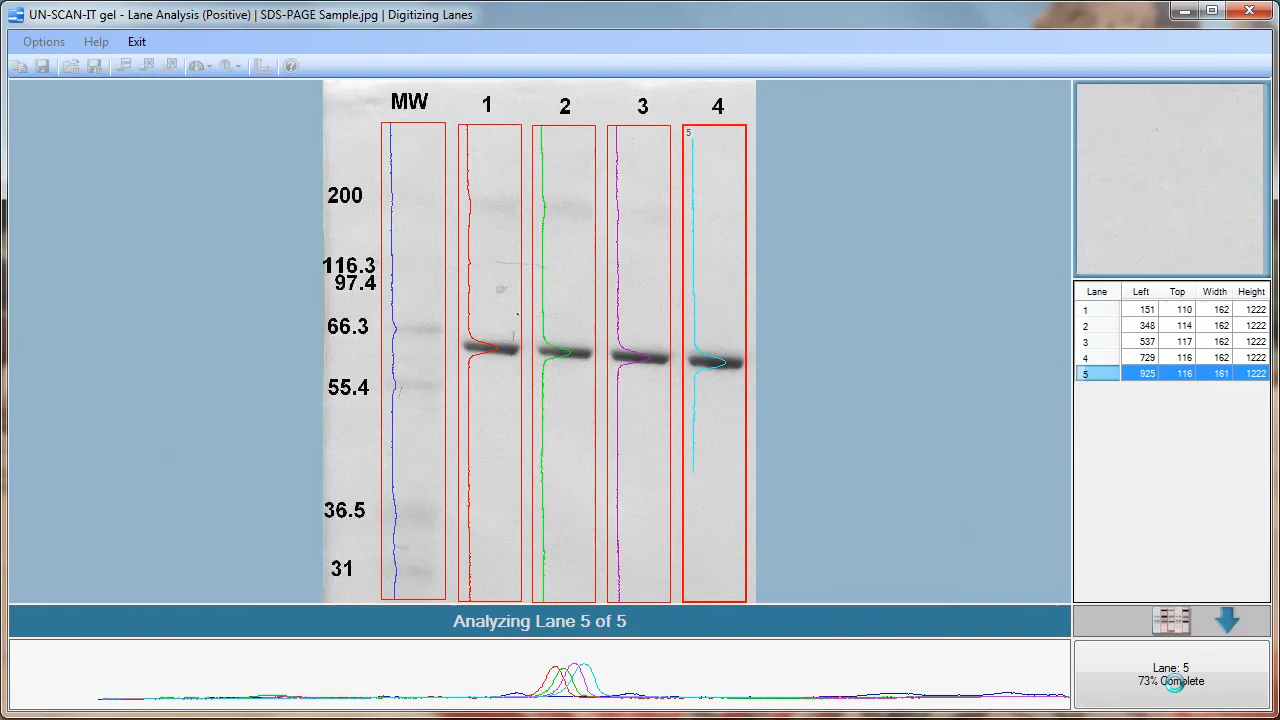 UN-SCAN-IT gel - Lane Analysis (Positive) | SDS-PAGE Sample.jpg | Digitizing Lanes
Options Help Exit
MW 1 2 3 4
5
200
116.3
97.4
66.3
55.4
36.5
31
Lane Left Top Width Height
1 151 110 162 1222
2 348 114 162 1222
3 537 117 162 1222
4 729 116 162 1222
5 925 116 161 1222
Analyzing Lane 5 of 5
Lane: 5
73% Complete